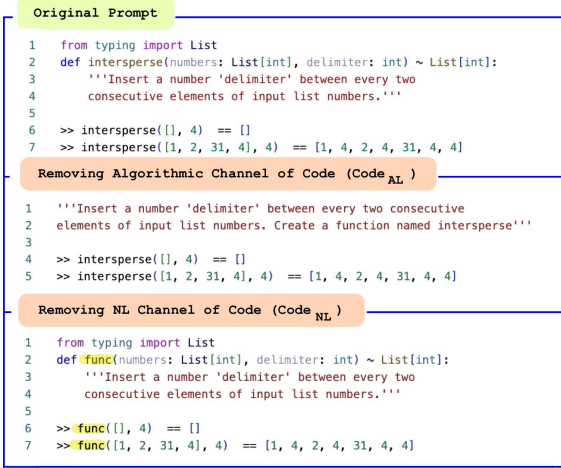 Original Prompt
1 from typing import List
2 def intersperse(numbers: List[int], delimiter: int) ~ List[int]:
3 '''Insert a number 'delimiter' between every two
4 consecutive elements of input list numbers.'''
5
6 >> intersperse([], 4) == []
7 >> intersperse([1, 2, 31, 4], 4) == [1, 4, 2, 4, 31, 4, 4]
Removing Algorithmic Channel of Code (Code AL )
1 '''Insert a number 'delimiter' between every two consecutive
2 elements of input list numbers. Create a function named intersperse'''
3
4 >> intersperse([], 4) == []
5 >> intersperse([1, 2, 31, 4], 4) == [1, 4, 2, 4, 31, 4, 4]
Removing NL Channel of Code (Code NL )
1 from typing import List
2 def func(numbers: List[int], delimiter: int) ~ List[int]:
3 '''Insert a number 'delimiter' between every two
4 consecutive elements of input list numbers.'''
5
6 >> func([], 4) == []
7 >> func([1, 2, 31, 4], 4) == [1, 4, 2, 4, 31, 4, 4]